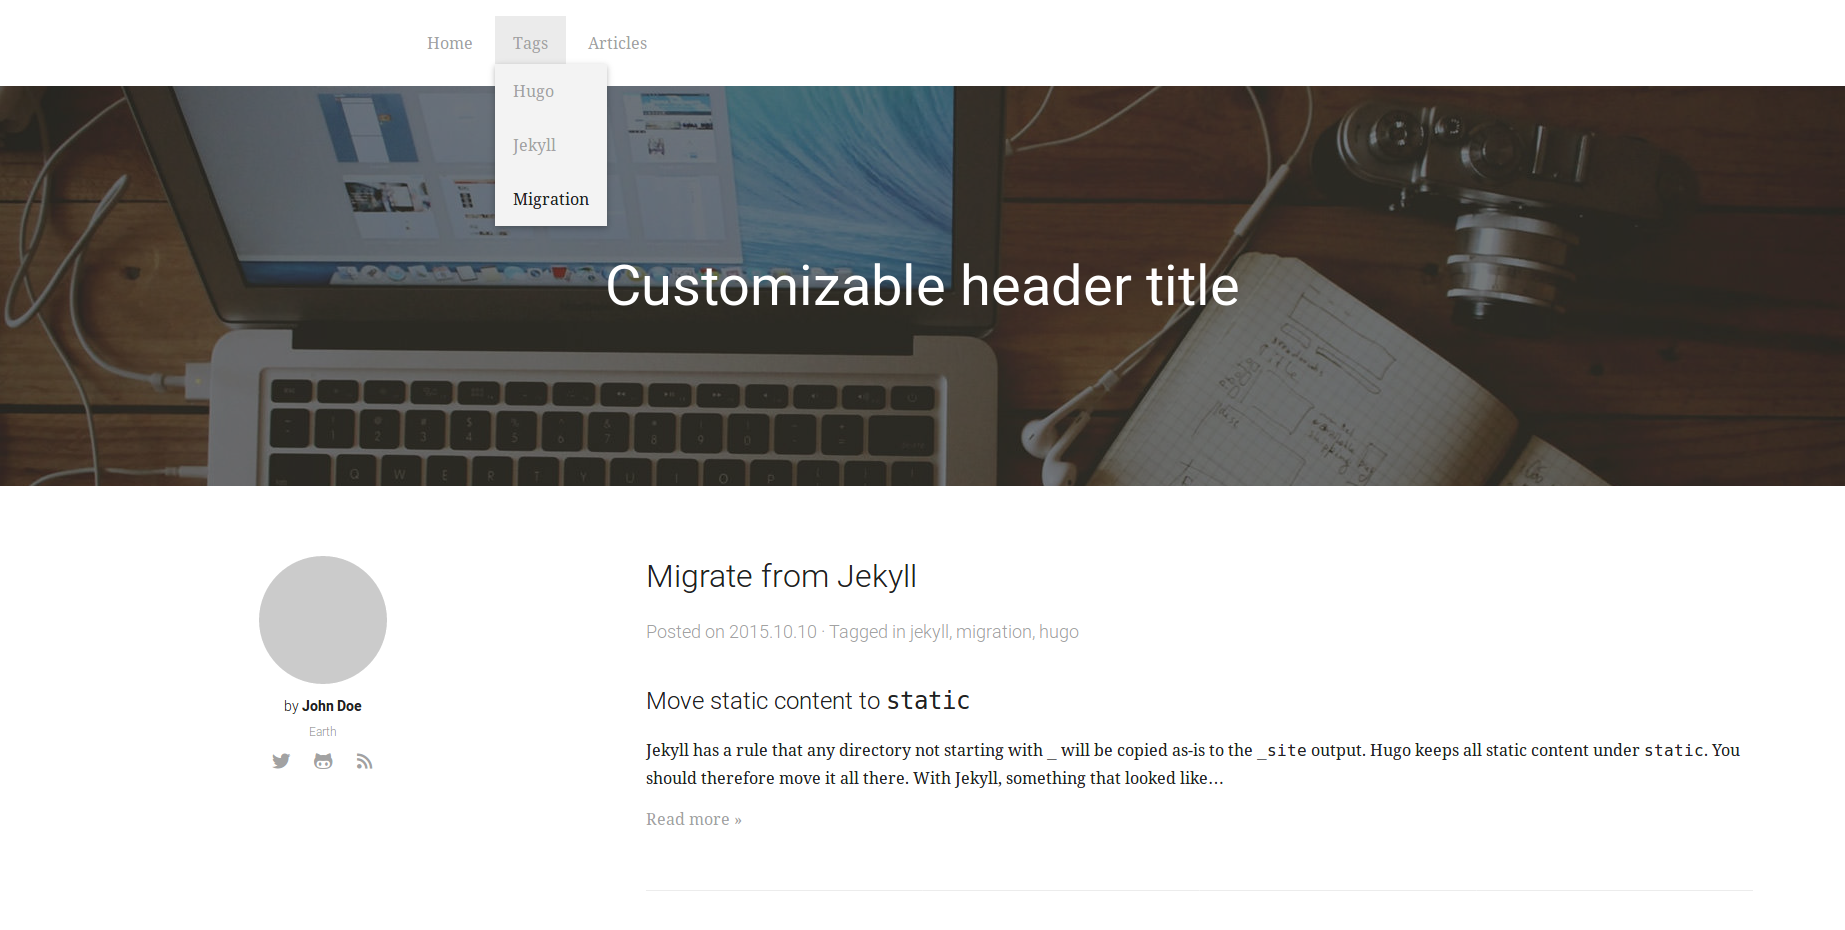 Home Tags Articles
Hugo
Jekyll
Migration
Customizable header title
Migrate from Jekyll
Posted on 2015.10.10 · Tagged in jekyll, migration, hugo
by John Doe
Earth
Move static content to static
Jekyll has a rule that any directory not starting with _ will be copied as-is to the _site output. Hugo keeps all static content under static. You
should therefore move it all there. With Jekyll, something that looked like…
Read more »